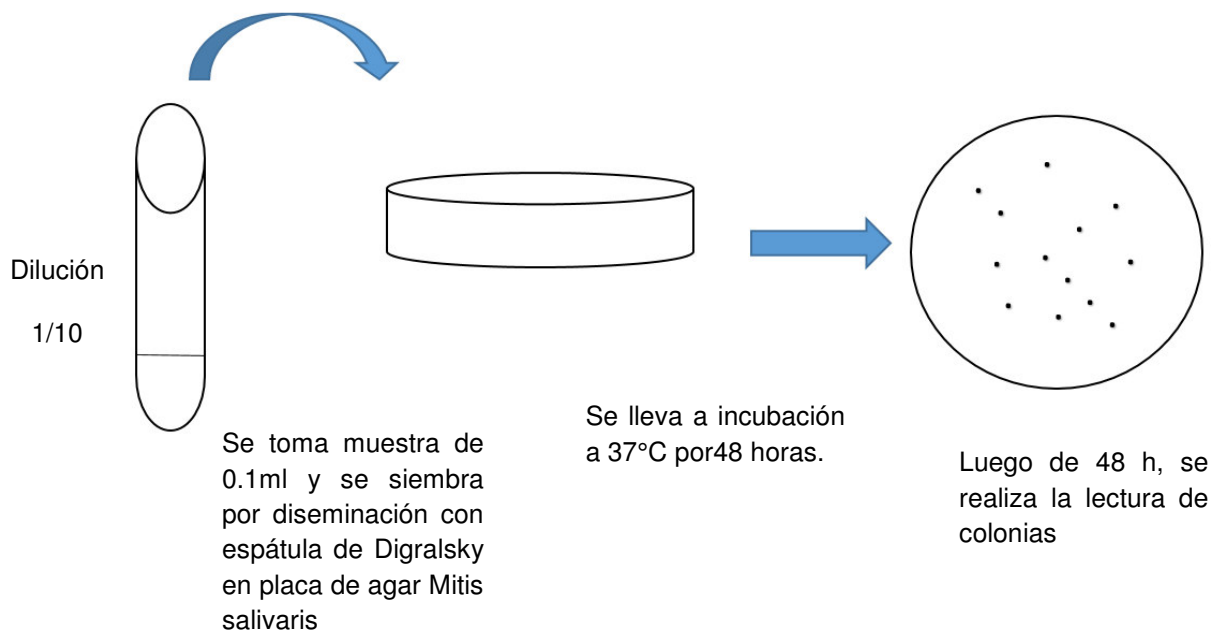 Dilución
1/10
Se toma muestra de
0.1ml y se siembra
por diseminación con
espátula de Digralsky
en placa de agar Mitis
salivaris
Se lleva a incubación
a 37°C por48 horas.
Luego de 48 h, se
realiza la lectura de
colonias